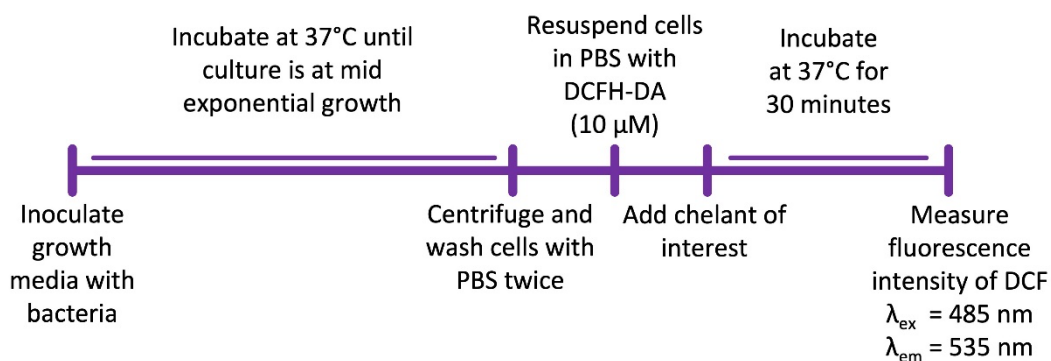 Incubate at 37°C until
culture is at mid
exponential growth
Resuspend cells
in PBS with
DCFH-DA
(10 µM)
Incubate
at 37°C for
30 minutes
Inoculate
growth
media with
bacteria
Centrifuge and
wash cells with
PBS twice
Add chelant of
interest
Measure
fluorescence
intensity of DCF
λex = 485 nm
λem = 535 nm